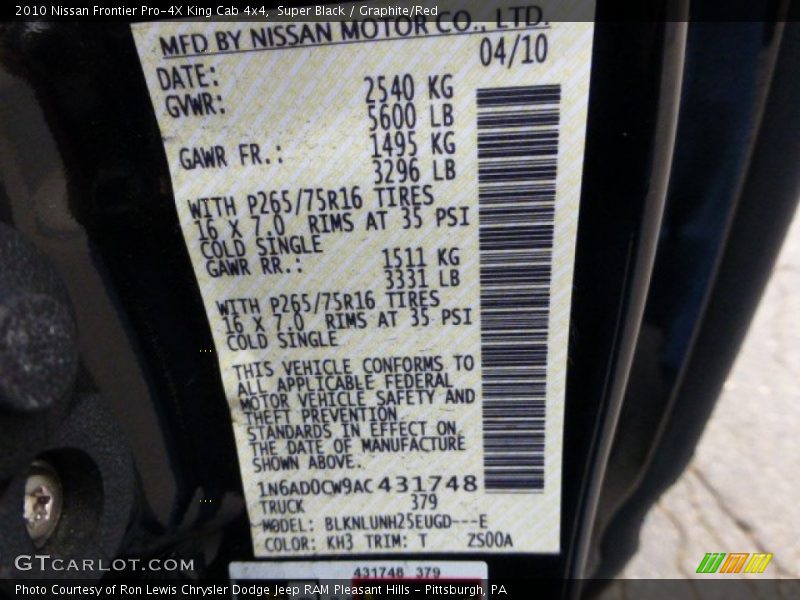 2010 Nissan Frontier Pro-4X King Cab 4x4, Super Black / Graphite/Red
MFD BY NISSAN MOTOR CO., LTD.
DATE: 04/10
GVWR: 2540 KG
5600 LB
GAWR FR.: 1495 KG
3296 LB
WITH P265/75R16 TIRES
16 X 7.0 RIMS AT 35 PSI
COLD SINGLE
GAWR RR.: 1511 KG
3331 LB
WITH P265/75R16 TIRES
16 X 7.0 RIMS AT 35 PSI
COLD SINGLE
THIS VEHICLE CONFORMS TO
ALL APPLICABLE FEDERAL
MOTOR VEHICLE SAFETY AND
THEFT PREVENTION
STANDARDS IN EFFECT ON
THE DATE OF MANUFACTURE
SHOWN ABOVE.
1N6AD0CW9AC431748
TRUCK 379
MODEL: BLKNLUNH25EUGD---E
COLOR: KH3 TRIM: T ZS00A
431748 379
GTCARLOT.COM
Photo Courtesy of Ron Lewis Chrysler Dodge Jeep RAM Pleasant Hills - Pittsburgh, PA